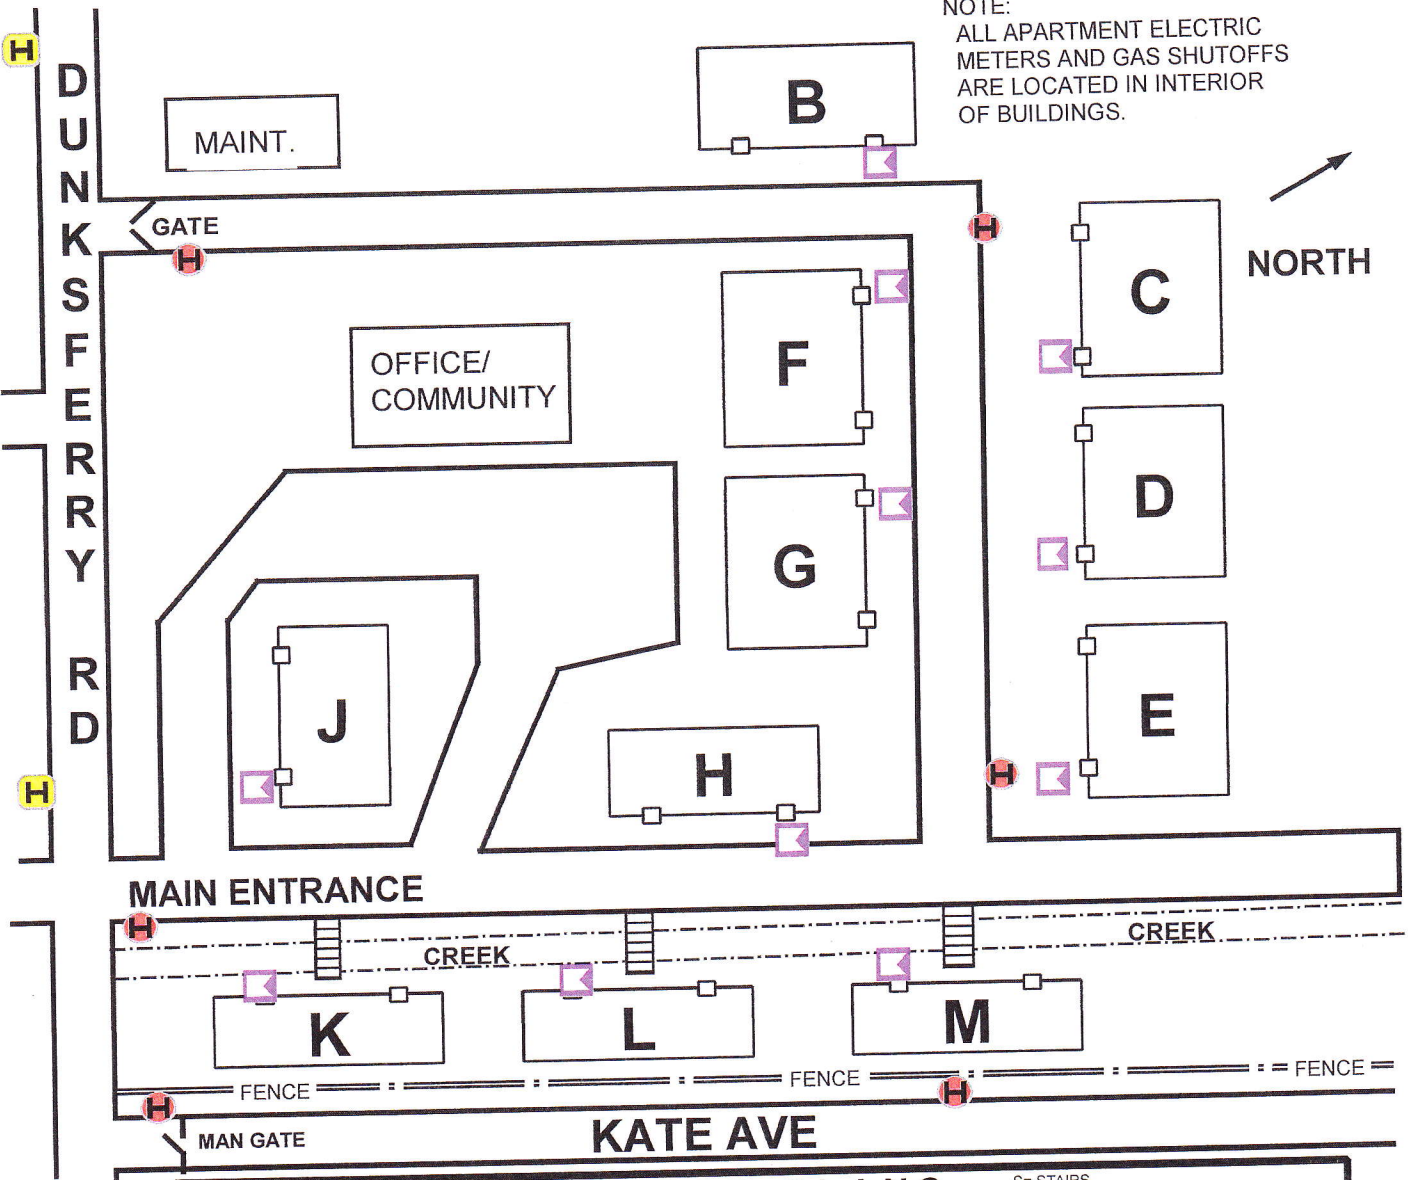 NOTE:
ALL APARTMENT ELECTRIC
METERS AND GAS SHUTOFFS
ARE LOCATED IN INTERIOR
OF BUILDINGS.
H
DUNKSFERRY RD
B
MAINT.
GATE
H
H
C
NORTH
F
OFFICE/
COMMUNITY
D
G
J
E
H
H
H
MAIN ENTRANCE
H
CREEK
CREEK
K
L
M
FENCE
FENCE
FENCE
H
H
MAN GATE
KATE AVE
S= STAIRS